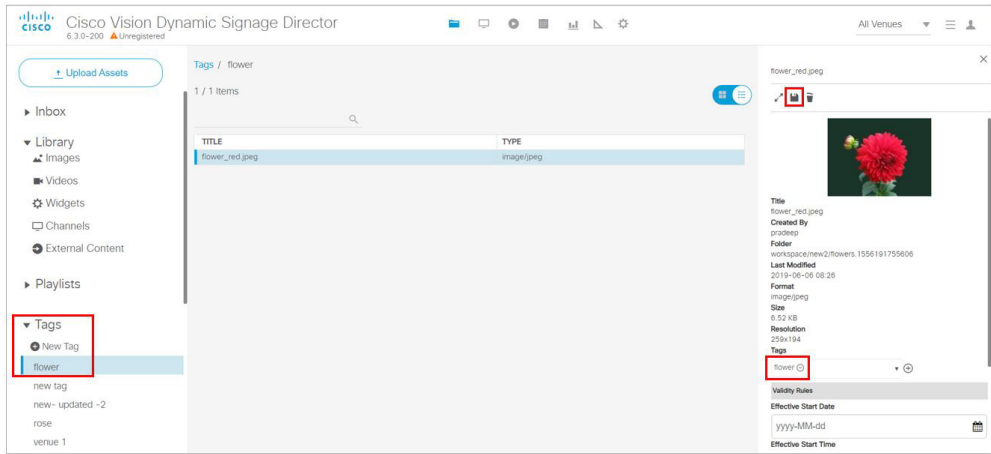 CISCO
Cisco Vision Dynamic Signage Director
6.3.0-200 Unregistered
All Venues
Upload Assets
Inbox
Library
Images
Videos
Widgets
Channels
External Content
Playlists
Tags
New Tag
flower
new tag
new- updated -2
rose
venue 1
Tags / flower
1 / 1 Items
TITLE TYPE
flower_red.jpeg image/jpeg
flower_red.jpeg
Title
flower_red.jpeg
Created By
pradeep
Folder
workspace/new2/flowers.1556191755606
Last Modified
2019-06-06 08:26
Format
image/jpeg
Size
6.52 KB
Resolution
259x194
Tags
flower
Validity Rules
Effective Start Date
yyyy-MM-dd
Effective Start Time